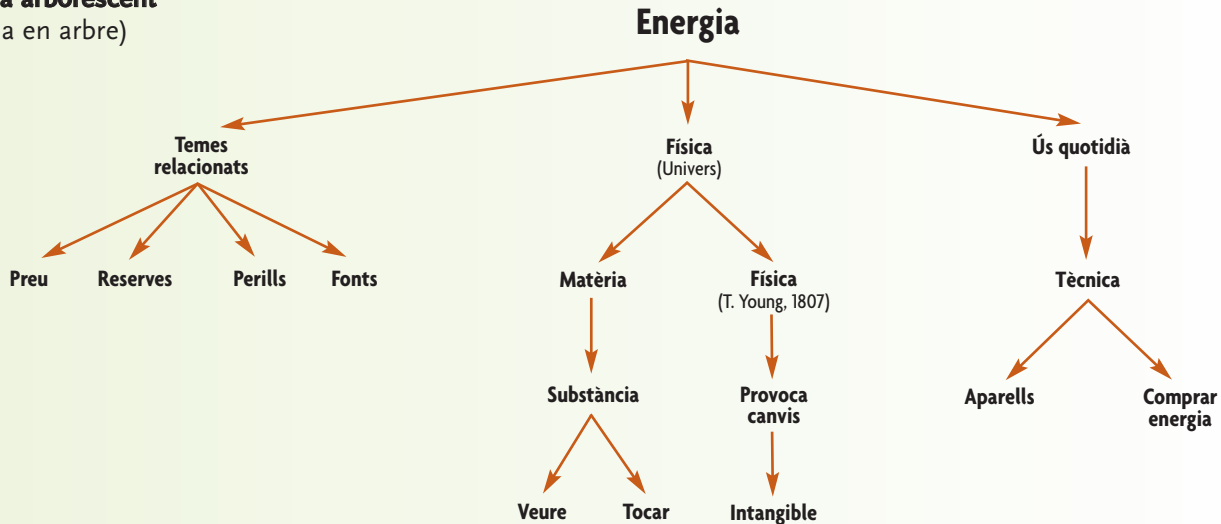 a arborescent
a en arbre)
Energia
Temes
relacionats
Física
(Univers)
Ús quotidià
Preu
Reserves
Perills
Fonts
Matèria
Física
(T. Young, 1807)
Tècnica
Substància
Provoca
canvis
Aparells
Comprar
energia
Veure
Tocar
Intangible